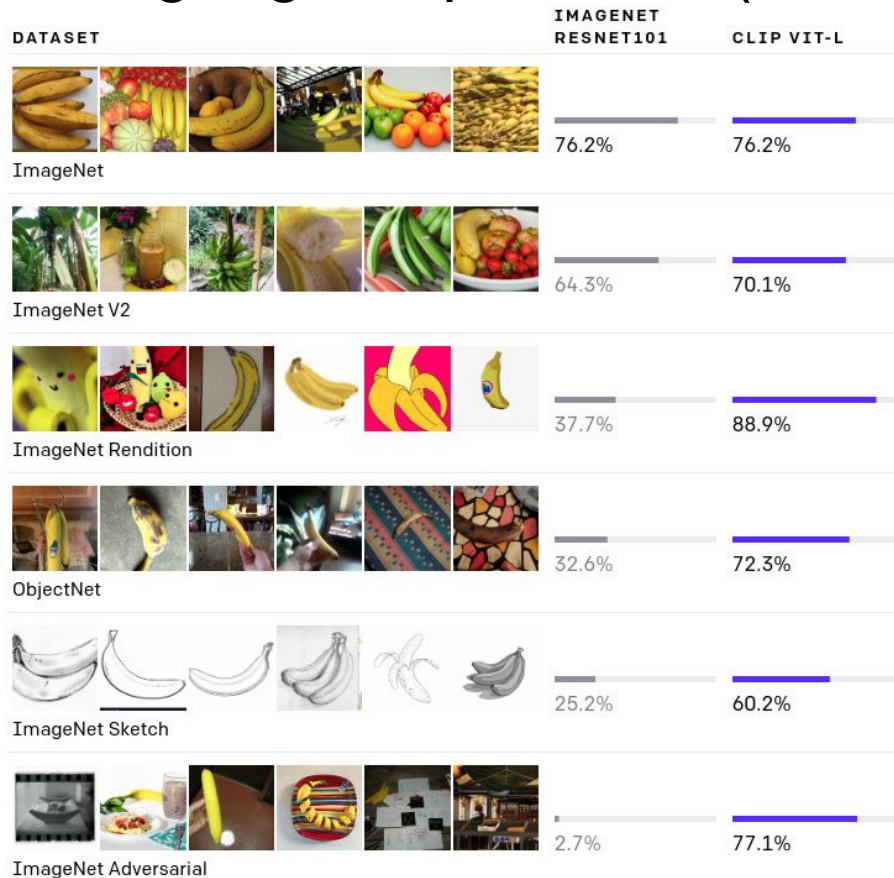 DATASET
IMAGENET
RESNET101
CLIP VIT-L
76.2%
76.2%
ImageNet
64.3%
70.1%
ImageNet V2
37.7%
88.9%
ImageNet Rendition
32.6%
72.3%
ObjectNet
25.2%
60.2%
ImageNet Sketch
2.7%
77.1%
ImageNet Adversarial